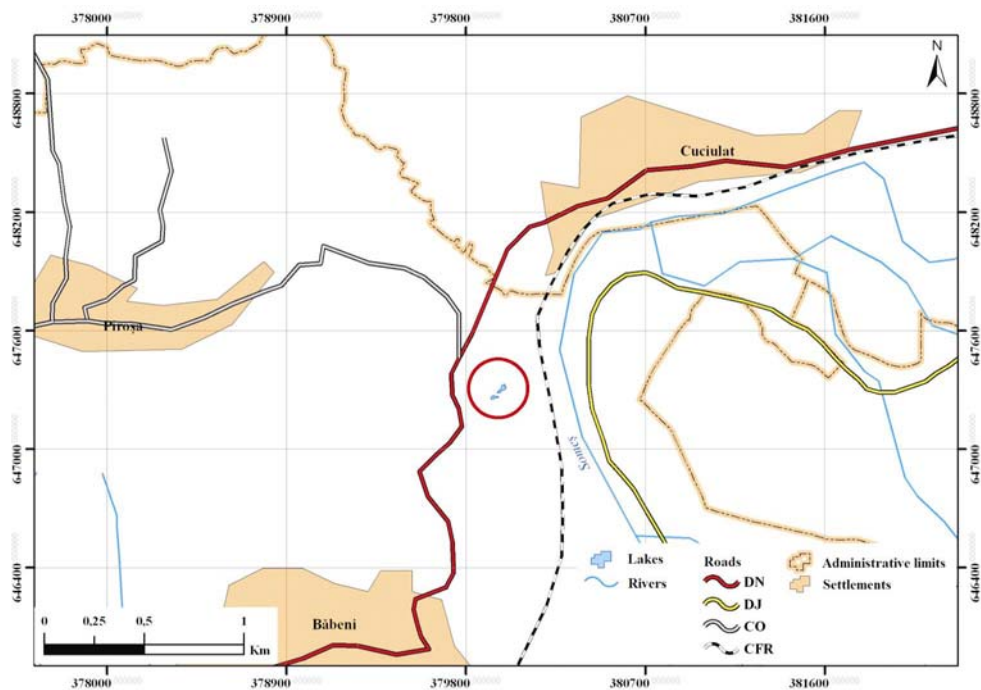 378000 378900 379800 380700 381600
N
648800 648800
Cuciulat
648200 648200
Piroșa
647600 647600
Someș
647000 647000
Lakes
Rivers
Roads
DN
DJ
CO
CFR
Administrative limits
Settlements
646400 646400
Băbeni
0 0,25 0,5 1
Km
378000 378900 379800 380700 381600